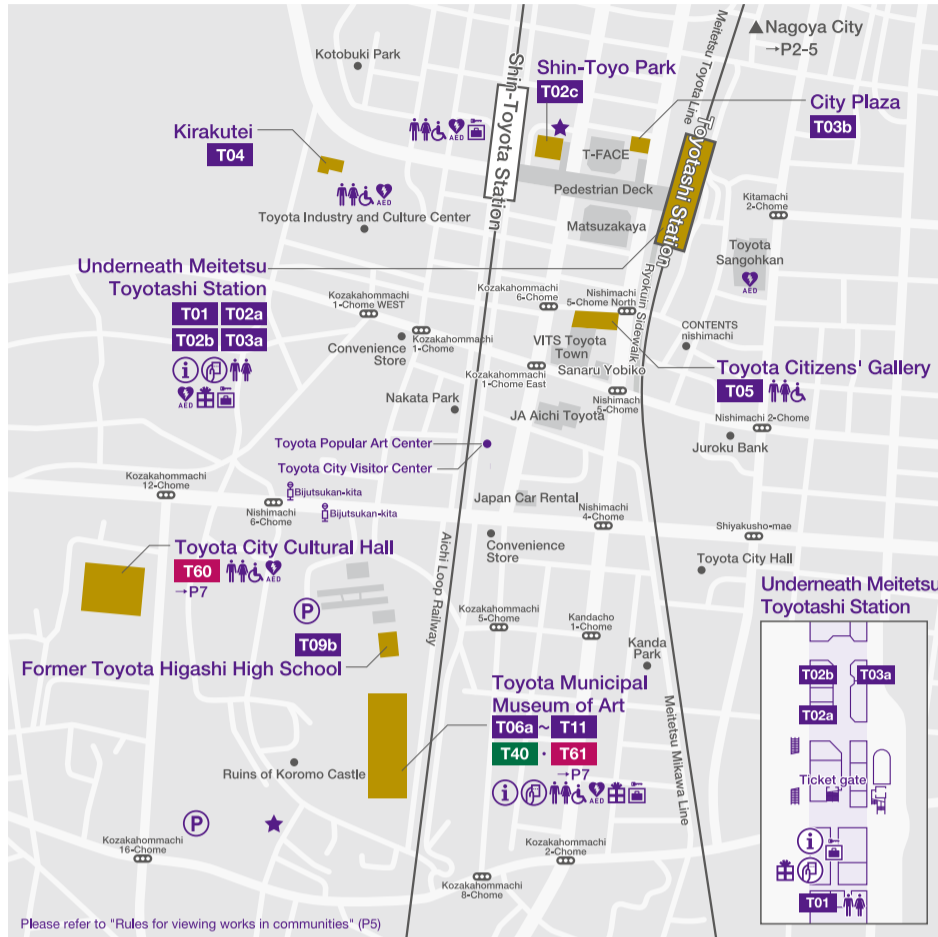 Nagoya City
→P2-5
Meitetsu Toyota Line
Kotobuki Park
Shin-Toyota Station
Shin-Toyo Park
T02c
City Plaza
T03b
Kirakutei
T04
AED
T-FACE
Toyotashi Station
Pedestrian Deck
AED
Kitamachi
2-Chome
Toyota Industry and Culture Center
Matsuzakaya
Toyota
Sangohkan
AED
Underneath Meitetsu
Toyotashi Station
T01
T02a
T02b
T03a
AED
Kozakahommachi
1-Chome WEST
Kozakahommachi
6-Chome
Nishimachi
5-Chome North
Ryokuin Sidewalk
Convenience
Store
Kozakahommachi
1-Chome
VITS Toyota
Town
CONTENTS
nishimachi
Kozakahommachi
1-Chome East
Sanaru Yobiko
Toyota Citizens' Gallery
T05
Nakata Park
Nishimachi
5-Chome
JA Aichi Toyota
Nishimachi 2-Chome
Juroku Bank
Toyota Popular Art Center
Toyota City Visitor Center
Kozakahommachi
12-Chome
Bijutsukan-kita
Nishimachi
6-Chome
Bijutsukan-kita
Japan Car Rental
Nishimachi
4-Chome
Shiyakusho-mae
Toyota City Cultural Hall
T60
AED
→P7
Aichi Loop Railway
Convenience
Store
Toyota City Hall
P
T09b
Kozakahommachi
5-Chome
Kandacho
1-Chome
Kanda
Park
Former Toyota Higashi High School
Toyota Municipal
Museum of Art
T06a ~ T11
T40 · T61
→P7
AED
Meitetsu Mikawa Line
Ruins of Koromo Castle
P
Kozakahommachi
16-Chome
Kozakahommachi
2-Chome
Kozakahommachi
8-Chome
Please refer to "Rules for viewing works in communities" (P5)
Underneath Meitetsu
Toyotashi Station
T02b
T03a
T02a
Ticket gate
T01